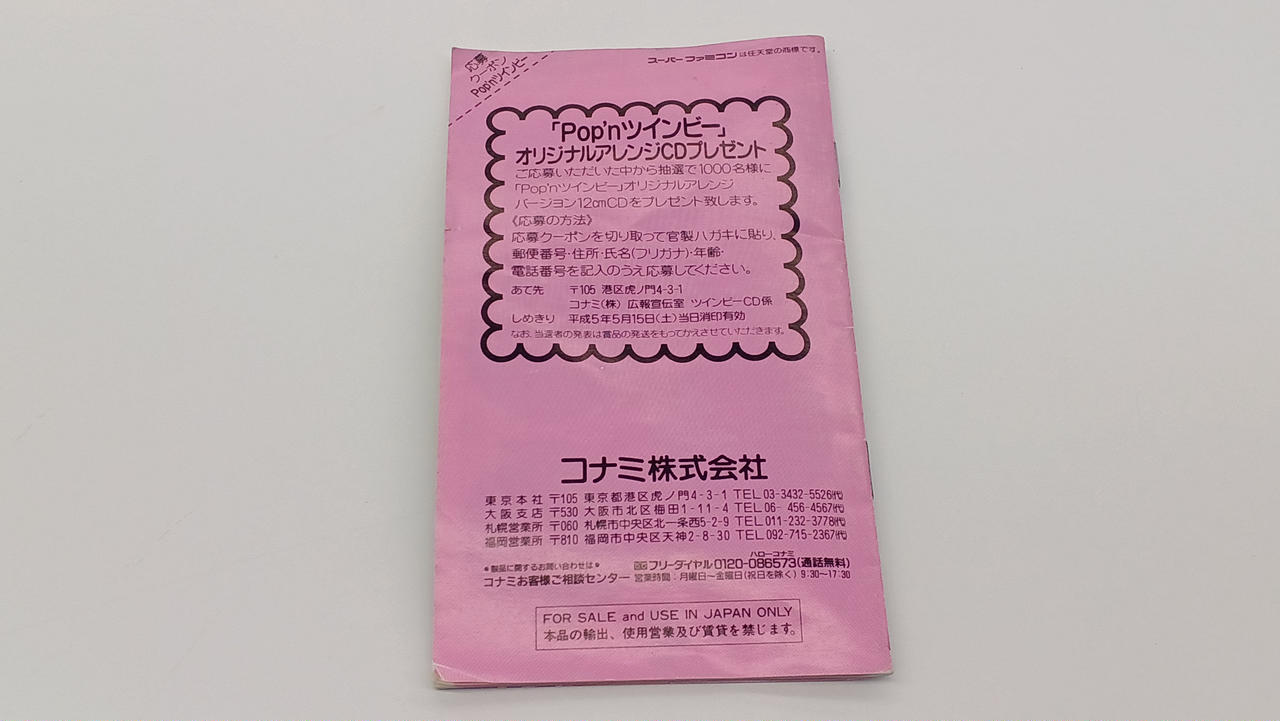 応募
クーポン
Pop'nツインビー
スーパーファミコンは任天堂の商標です。
「Pop'nツインビー」
オリジナルアレンジCDプレゼント
ご応募いただいた中から抽選で1000名様に
「Pop'nツインビー」オリジナルアレンジ
バージョン12cmCDをプレゼント致します。
《応募の方法》
応募クーポンを切り取って官製ハガキに貼り、
郵便番号・住所・氏名(フリガナ)・年齢・
電話番号を記入のうえ応募してください。
あて先 〒105 港区虎ノ門4-3-1
コナミ(株) 広報宣伝室 ツインビーCD係
しめきり 平成5年5月15日(土)当日消印有効
なお、当選者の発表は賞品の発送をもってかえさせていただきます。
コナミ株式会社
東京本社 〒105 東京都港区虎ノ門4-3-1 TEL 03-3432-5526(代)
大阪支店 〒530 大阪市北区梅田1-11-4 TEL 06-456-4567(代)
札幌営業所 〒060 札幌市中央区北一条西5-2-9 TEL 011-232-3778(代)
福岡営業所 〒810 福岡市中央区天神2-8-30 TEL 092-715-2367(代)
●製品に関するお問い合わせは●
コナミお客様ご相談センター
ハローコナミ
フリーダイヤル 0120-086573(通話無料)
営業時間：月曜日〜金曜日(祝日を除く) 9:30〜17:30
FOR SALE and USE IN JAPAN ONLY
本品の輸出、使用営業及び賃貸を禁じます。